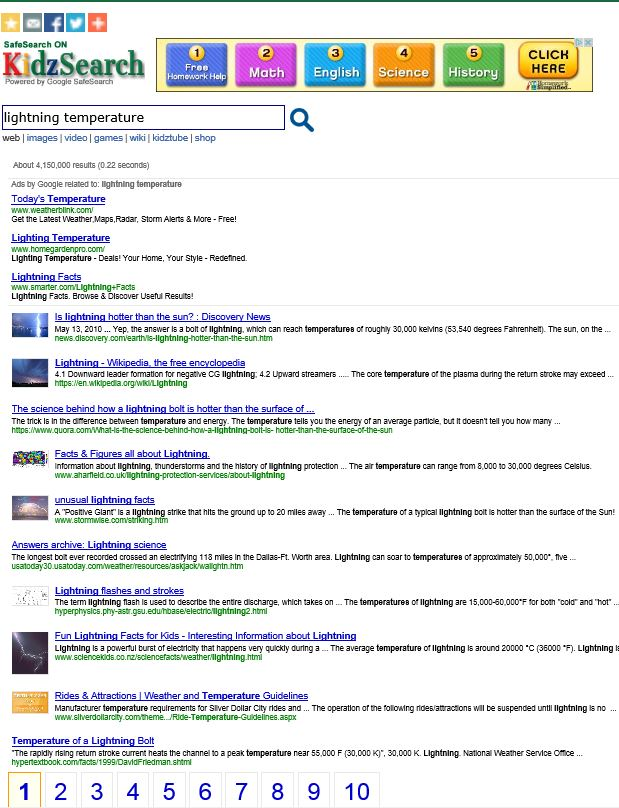 SafeSearch ON
KidzSearch
Powered by Google SafeSearch
1
Free
Homework Help
2
Math
3
English
4
Science
5
History
CLICK
HERE
Homework
Simplified..
lightning temperature
web | images | video | games | wiki | kidztube | shop
About 4,150,000 results (0.22 seconds)
Ads by Google related to: lightning temperature
Today's Temperature
www.weatherblink.com/
Get the Latest Weather,Maps,Radar, Storm Alerts & More - Free!
Lighting Temperature
www.homegardenpro.com/
Lighting Temperature - Deals! Your Home, Your Style - Redefined.
Lightning Facts
www.smarter.com/Lightning+Facts
Lightning Facts. Browse & Discover Useful Results!
Is lightning hotter than the sun? : Discovery News
May 13, 2010 ... Yep, the answer is a bolt of lightning, which can reach temperatures of roughly 30,000 kelvins (53,540 degrees Fahrenheit). The sun, on the ...
news.discovery.com/earth/is-lightning-hotter-than-the-sun.htm
Lightning - Wikipedia, the free encyclopedia
4.1 Downward leader formation for negative CG lightning; 4.2 Upward streamers ..... The core temperature of the plasma during the return stroke may exceed ...
https://en.wikipedia.org/wiki/Lightning
The science behind how a lightning bolt is hotter than the surface of ...
The trick is in the difference between temperature and energy. The temperature tells you the energy of an average particle, but it doesn't tell you how many ...
https://www.quora.com/What-is-the-science-behind-how-a-lightning-bolt-is- hotter-than-the-surface-of-the-sun
Facts & Figures all about Lightning.
Information about lightning, thunderstorms and the history of lightning protection ... The air temperature can range from 8,000 to 30,000 degrees Celsius.
www.aharfield.co.uk/lightning-protection-services/about-lightning
unusual lightning facts
A "Positive Giant" is a lightning strike that hits the ground up to 20 miles away ... The temperature of a typical lightning bolt is hotter than the surface of the Sun!
www.stormwise.com/striking.htm
Answers archive: Lightning science
The longest bolt ever recorded crossed an electrifying 118 miles in the Dallas-Ft. Worth area. Lightning can soar to temperatures of approximately 50,000°, five ...
usatoday30.usatoday.com/weather/resources/askjack/walightn.htm
Lightning flashes and strokes
The term lightning flash is used to describe the entire discharge, which takes on ... The temperatures of lightning are 15,000-60,000°F for both "cold" and "hot" ...
hyperphysics.phy-astr.gsu.edu/hbase/electric/lightning2.html
Fun Lightning Facts for Kids - Interesting Information about Lightning
Lightning is a powerful burst of electricity that happens very quickly during a ... The average temperature of lightning is around 20000 °C (36000 °F). Lightning i
www.sciencekids.co.nz/sciencefacts/weather/lightning.html
Rides & Attractions | Weather and Temperature Guidelines
Manufacturer temperature requirements for Silver Dollar City rides and ... The operation of the following rides/attractions will be suspended until lightning is no ...
www.silverdollarcity.com/theme.../Ride-Temperature-Guidelines.aspx
Temperature of a Lightning Bolt
"The rapidly rising return stroke current heats the channel to a peak temperature near 55,000 F (30,000 K)", 30,000 K. Lightning. National Weather Service Office ...
hypertextbook.com/facts/1999/DavidFriedman.shtml
1 2 3 4 5 6 7 8 9 10